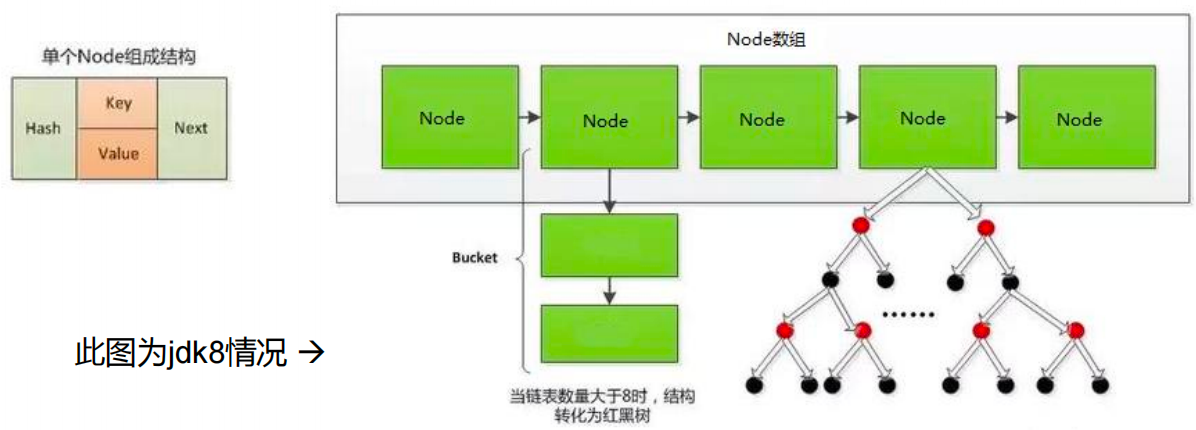 单个Node组成结构
Hash
Key
Value
Next
Node数组
Node
Node
Node
Node
Node
Bucket
......
此图为jdk8情况 →
当链表数量大于8时，结构
转化为红黑树